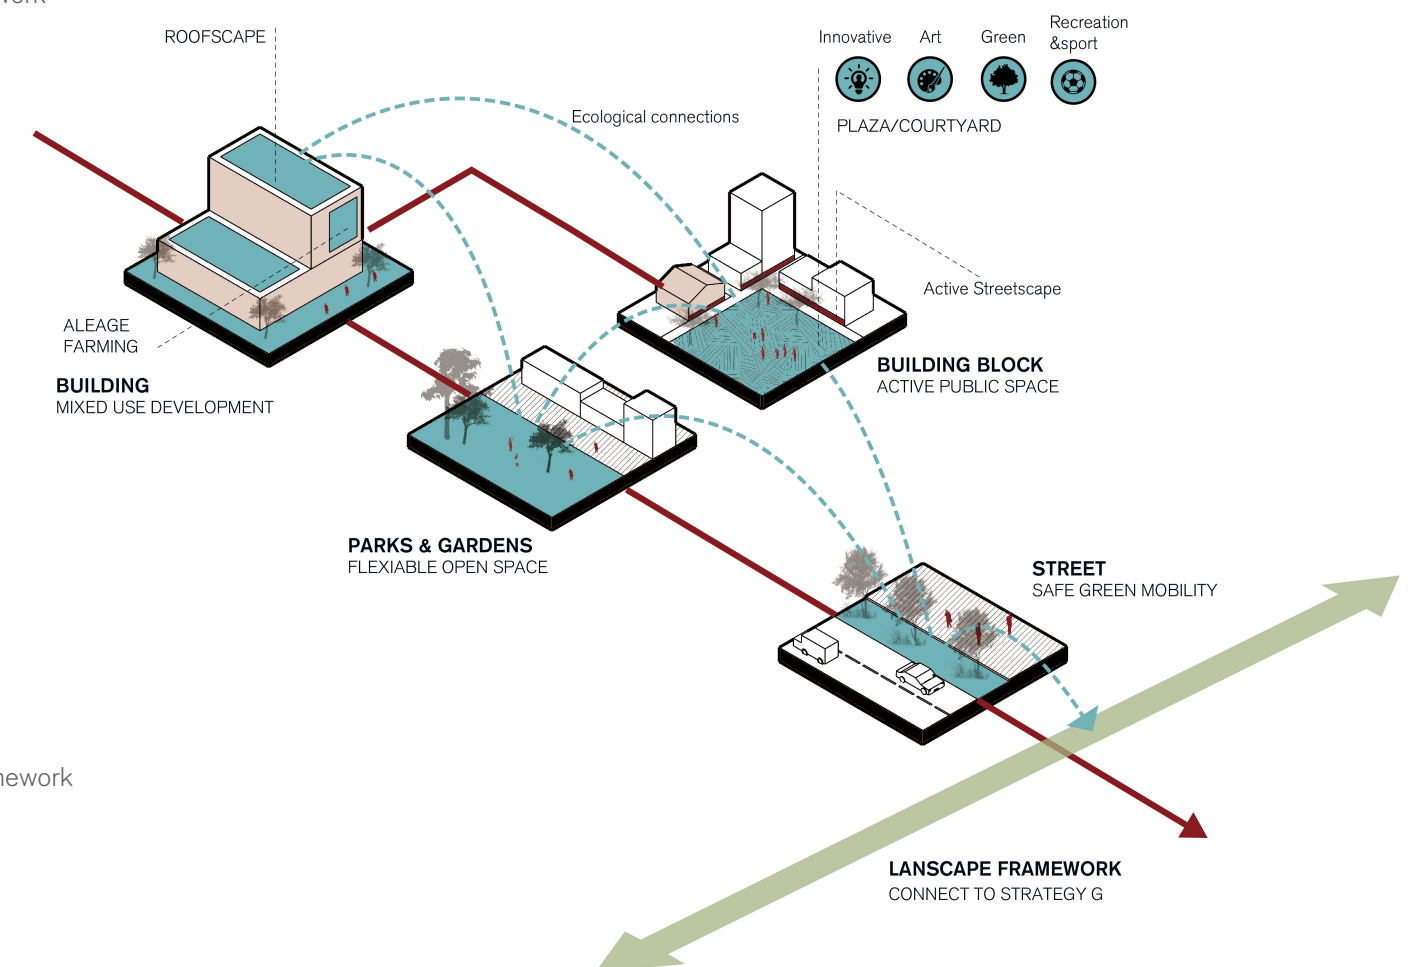 ROOFSCAPE
Innovative
Art
Green
Recreation
&sport
PLAZA/COURTYARD
Ecological connections
Active Streetscape
ALEAGE
FARMING
BUILDING
MIXED USE DEVELOPMENT
BUILDING BLOCK
ACTIVE PUBLIC SPACE
PARKS & GARDENS
FLEXIABLE OPEN SPACE
STREET
SAFE GREEN MOBILITY
LANSCAPE FRAMEWORK
CONNECT TO STRATEGY G